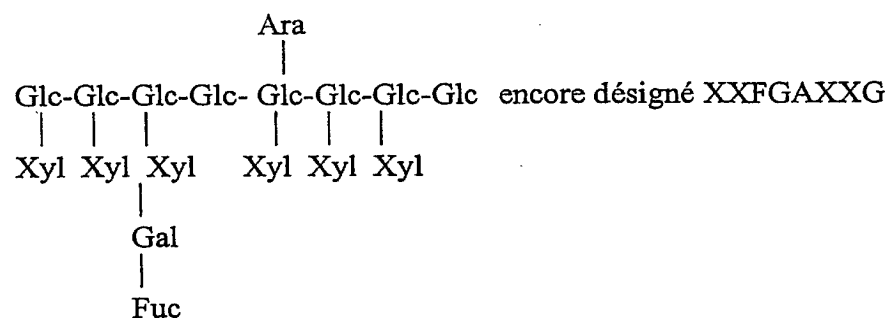 Ara
Glc-Glc-Glc-Glc- Glc-Glc-Glc-Glc encore désigné XXFGAXXG
Xyl Xyl Xyl Xyl Xyl Xyl
Gal
Fuc